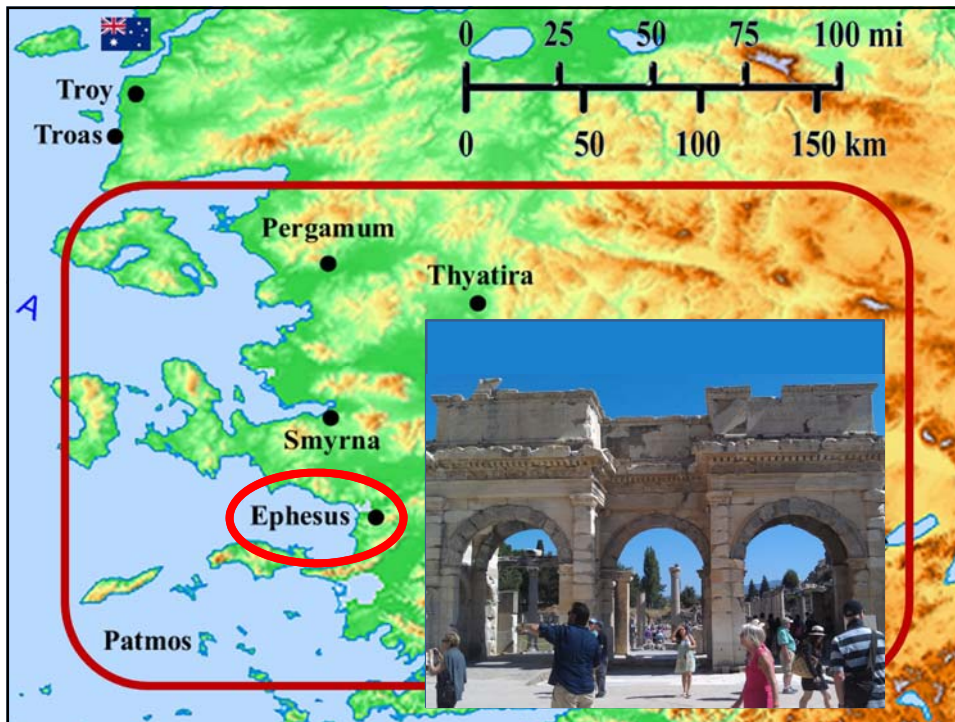 0 25 50 75 100 mi
Troy
Troas
0 50 100 150 km
Pergamum
Thyatira
A
Smyrna
Ephesus
Patmos